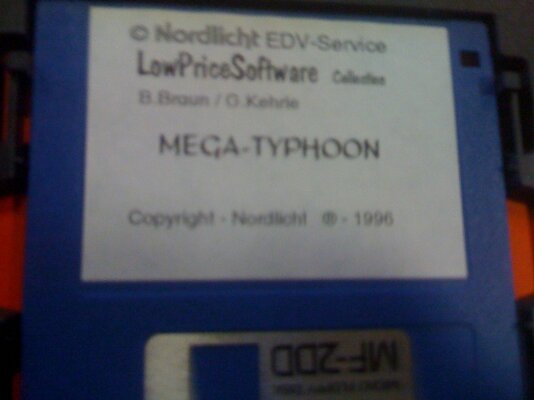 © Nordlicht EDV-Service
LowPriceSoftware Collection
B.Braun / G.Kehrle
MEGA-TYPHOON
Copyright - Nordlicht ® - 1996
MF-2DD